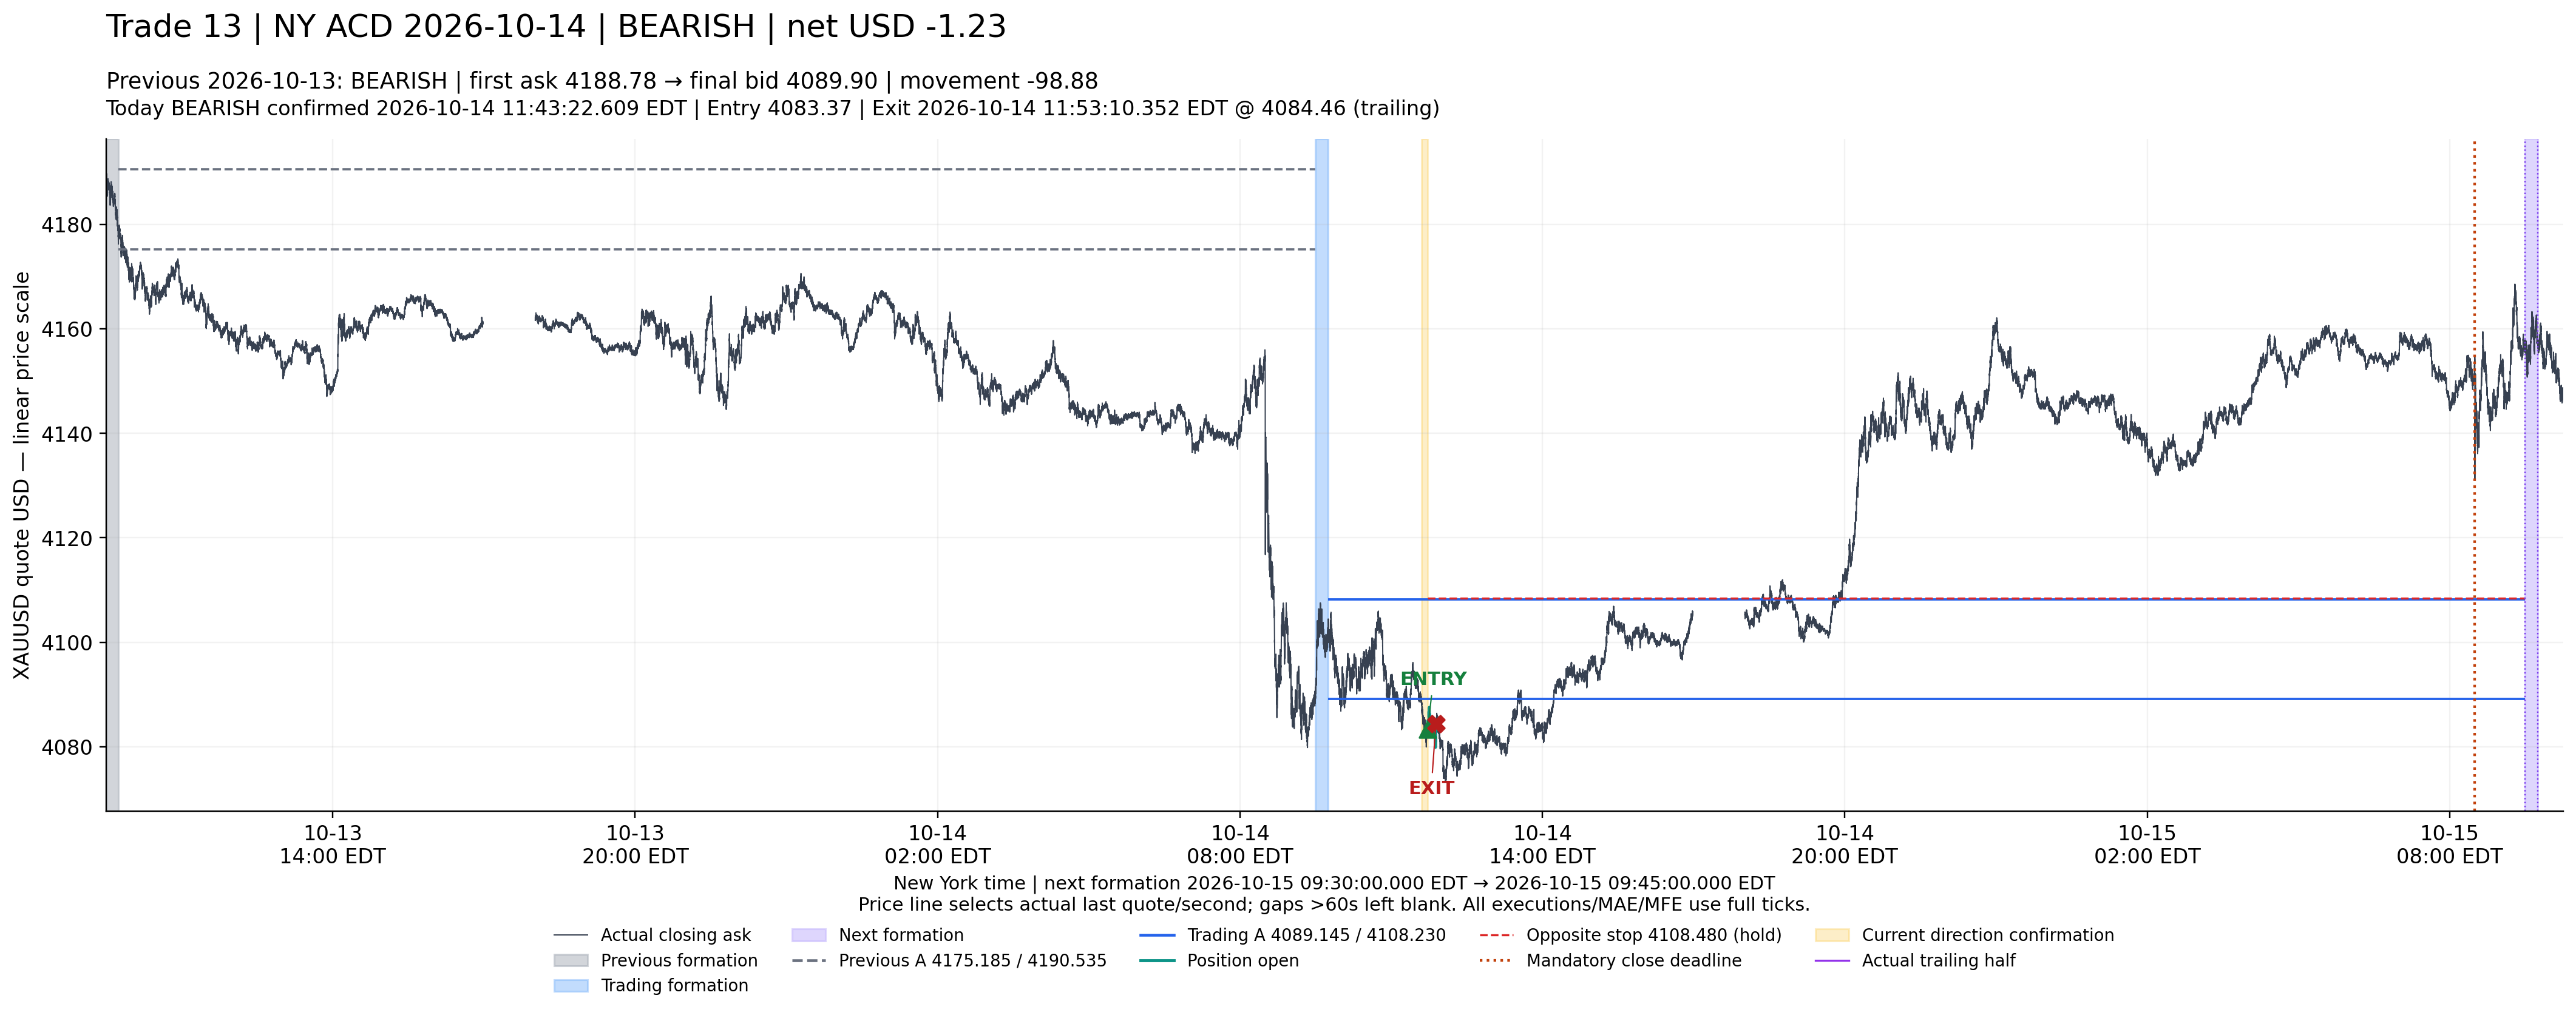 Trade 13 | NY ACD 2026-10-14 | BEARISH | net USD -1.23
Previous 2026-10-13: BEARISH | first ask 4188.78 → final bid 4089.90 | movement -98.88
Today BEARISH confirmed 2026-10-14 11:43:22.609 EDT | Entry 4083.37 | Exit 2026-10-14 11:53:10.352 EDT @ 4084.46 (trailing)
XAUUSD quote USD — linear price scale
4180
4160
4140
4120
4100
4080
ENTRY
EXIT
10-13 14:00 EDT
10-13 20:00 EDT
10-14 02:00 EDT
10-14 08:00 EDT
10-14 14:00 EDT
10-14 20:00 EDT
10-15 02:00 EDT
10-15 08:00 EDT
New York time | next formation 2026-10-15 09:30:00.000 EDT → 2026-10-15 09:45:00.000 EDT
Price line selects actual last quote/second; gaps >60s left blank. All executions/MAE/MFE use full ticks.
Actual closing ask
Previous formation
Trading formation
Next formation
Previous A 4175.185 / 4190.535
Trading A 4089.145 / 4108.230
Position open
Opposite stop 4108.480 (hold)
Mandatory close deadline
Current direction confirmation
Actual trailing half